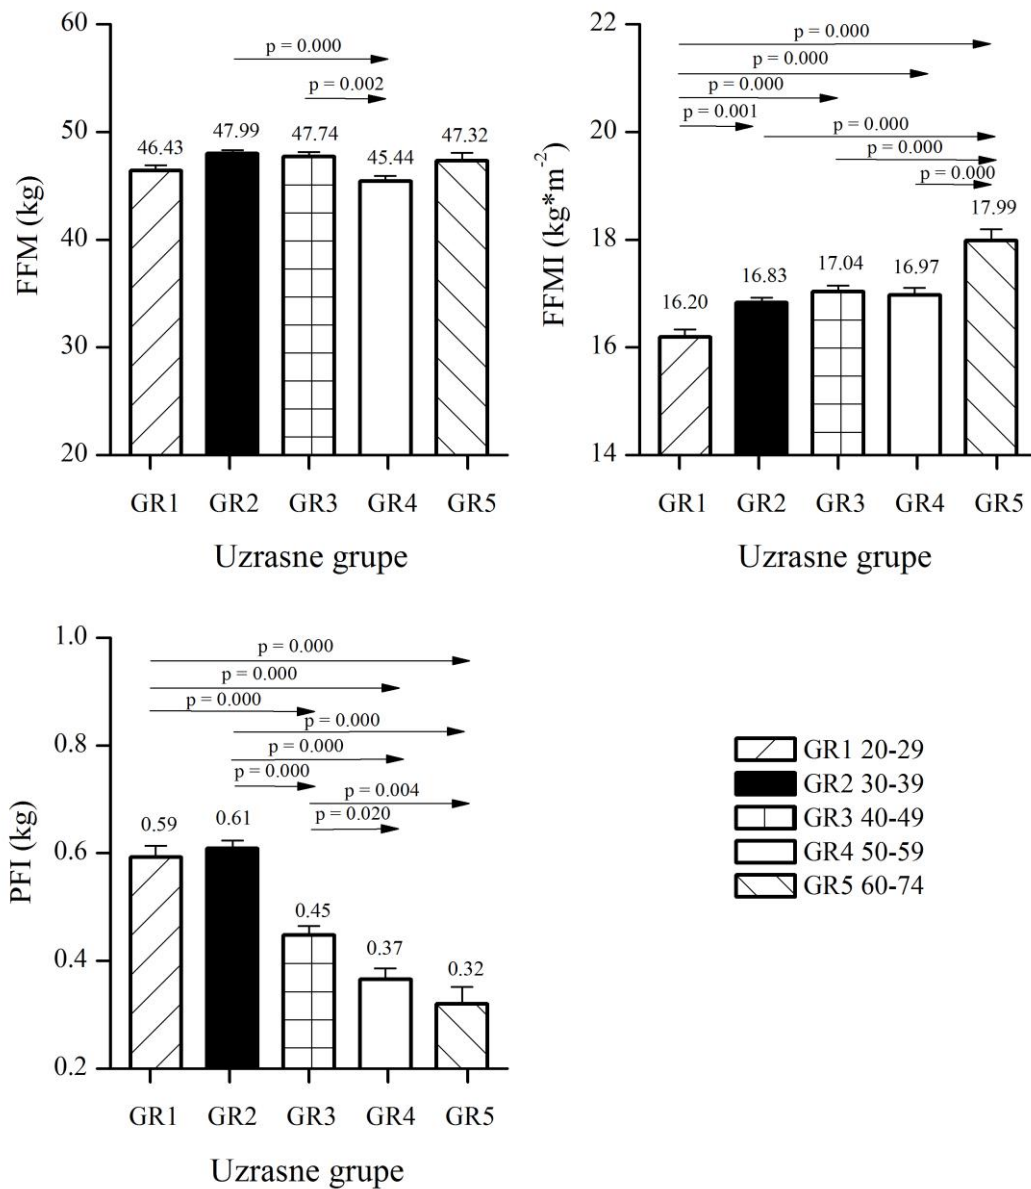 60
50
40
30
20
FFM (kg)
p = 0.000
p = 0.002
46.43
47.99
47.74
45.44
47.32
GR1 GR2 GR3 GR4 GR5
Uzrasne grupe
22
20
18
16
14
FFMI (kg*m-2)
p = 0.000
p = 0.000
p = 0.000
p = 0.001
p = 0.000
p = 0.000
p = 0.000
16.20
16.83
17.04
16.97
17.99
GR1 GR2 GR3 GR4 GR5
Uzrasne grupe
1.0
0.8
0.6
0.4
0.2
PFI (kg)
p = 0.000
p = 0.000
p = 0.000
p = 0.000
p = 0.000
p = 0.000
p = 0.004
p = 0.020
0.59
0.61
0.45
0.37
0.32
GR1 GR2 GR3 GR4 GR5
Uzrasne grupe
GR1 20-29
GR2 30-39
GR3 40-49
GR4 50-59
GR5 60-74